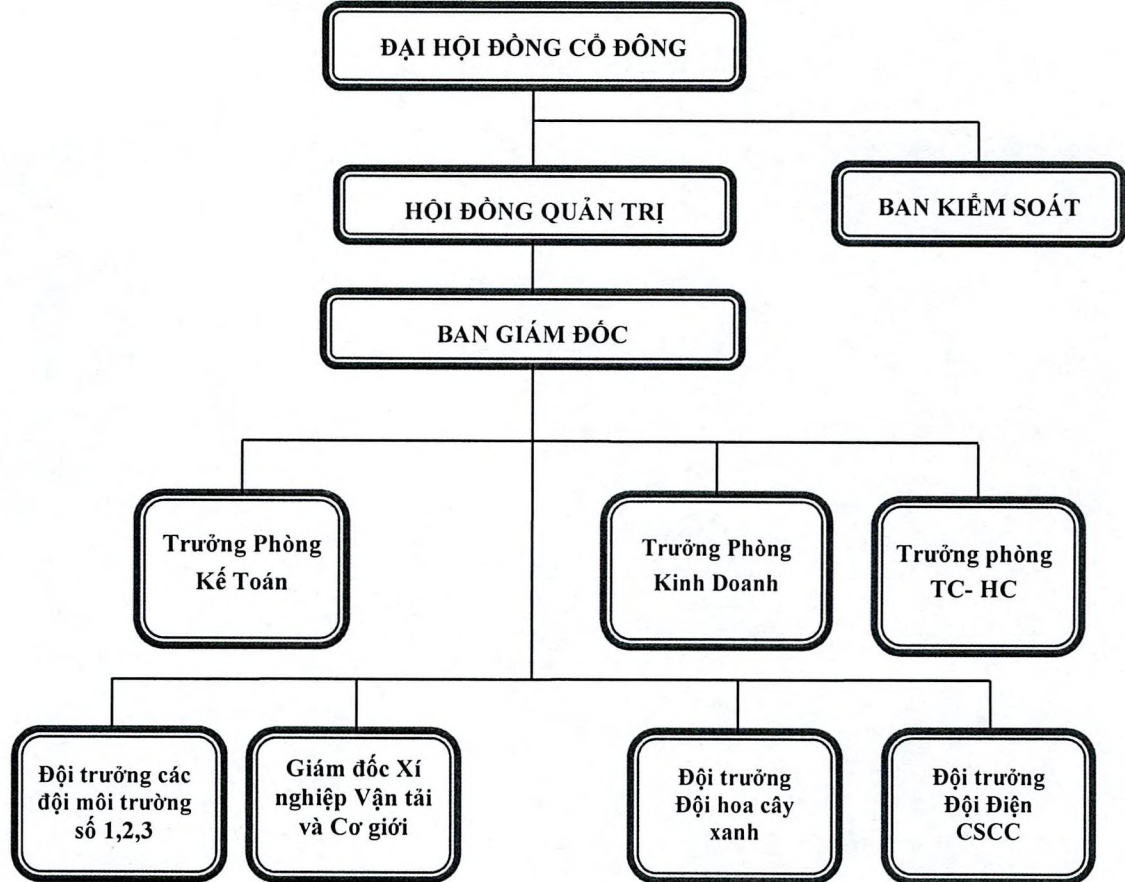 ĐẠI HỘI ĐỒNG CỔ ĐÔNG
HỘI ĐỒNG QUẢN TRỊ
BAN KIỂM SOÁT
BAN GIÁM ĐỐC
Trưởng Phòng
Kế Toán
Trưởng Phòng
Kinh Doanh
Trưởng phòng
TC- HC
Đội trưởng các
đội môi trường
số 1,2,3
Giám đốc Xí
nghiệp Vận tải
và Cơ giới
Đội trưởng
Đội hoa cây
xanh
Đội trưởng
Đội Điện
CSCC